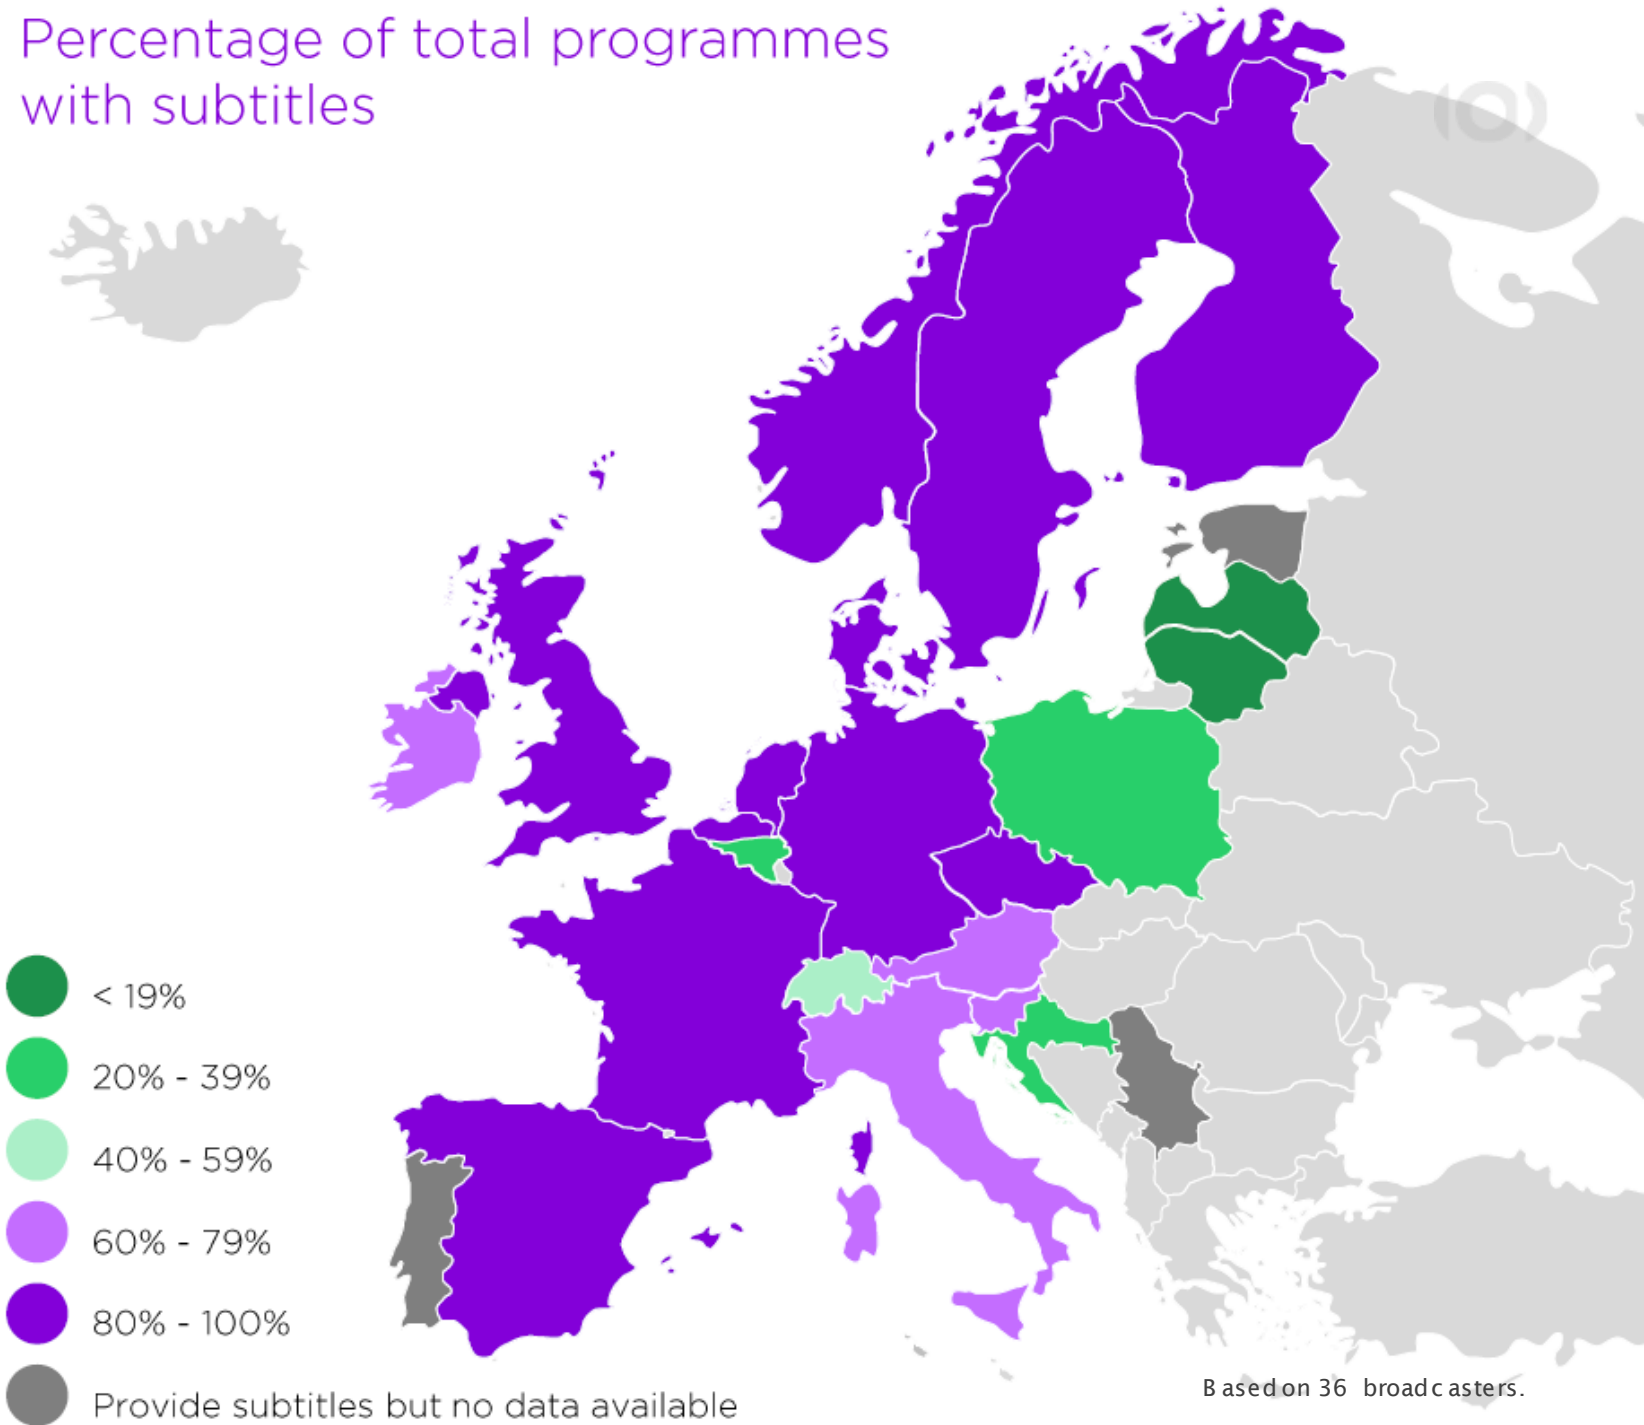 Percentage of total programmes
with subtitles
< 19%
20% - 39%
40% - 59%
60% - 79%
80% - 100%
Provide subtitles but no data available
Based on 36 broadcasters.